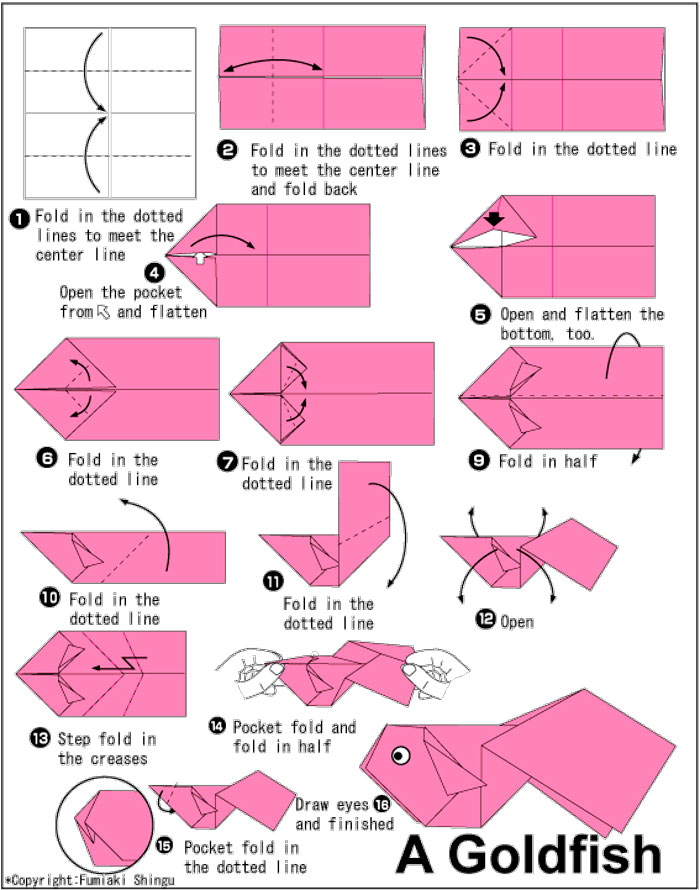 1 Fold in the dotted
lines to meet the
center line
2 Fold in the dotted lines
to meet the center line
and fold back
3 Fold in the dotted line
4
Open the pocket
from and flatten
5 Open and flatten the
bottom, too.
6 Fold in the
dotted line
7 Fold in the
dotted line
9 Fold in half
10 Fold in the
dotted line
11
Fold in the
dotted line
12 Open
13 Step fold in
the creases
14 Pocket fold and
fold in half
15 Pocket fold in
the dotted line
Draw eyes 16
and finished
A Goldfish
*Copyright:Fumiaki Shingu